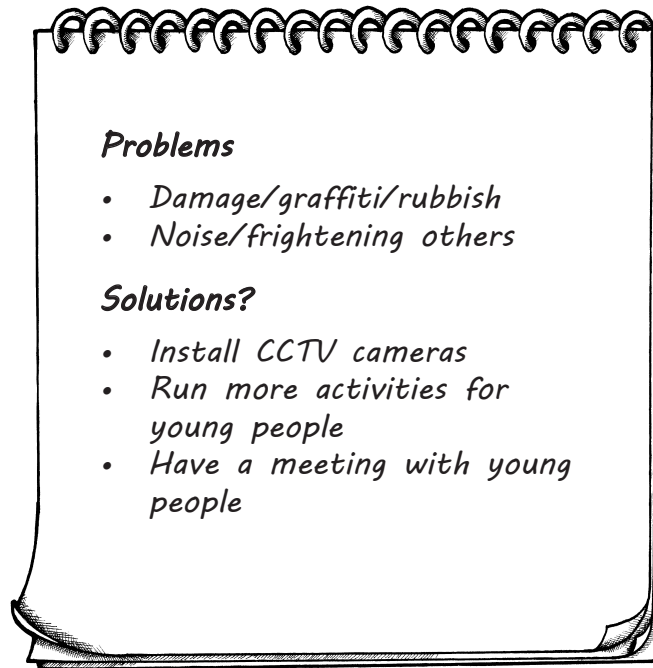 Problems
• Damage/graffiti/rubbish
• Noise/frightening others
Solutions?
• Install CCTV cameras
• Run more activities for
young people
• Have a meeting with young
people